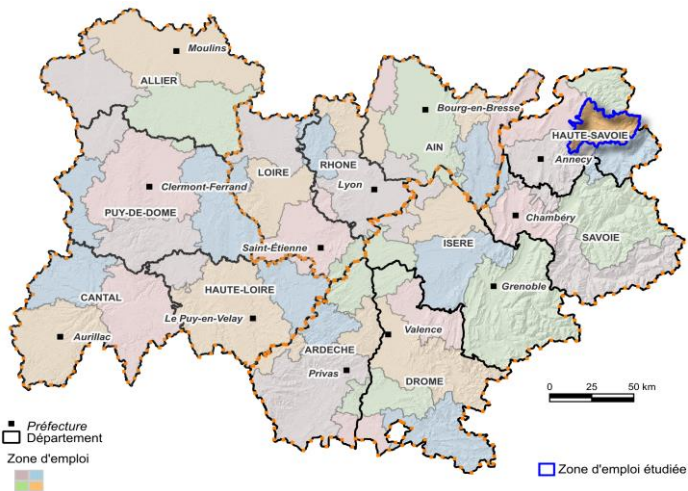 Moulins
ALLIER
Bourg-en-Bresse
HAUTE-SAVOIE
AIN
RHONE
LOIRE
Annecy
Clermont-Ferrand
Lyon
PUY-DE-DOME
Chambéry
SAVOIE
Saint-Étienne
ISERE
Grenoble
HAUTE-LOIRE
CANTAL
Le Puy-en-Velay
Aurillac
Valence
ARDECHE
Privas
DROME
0 25 50 km
Préfecture
Département
Zone d'emploi
Zone d'emploi étudiée